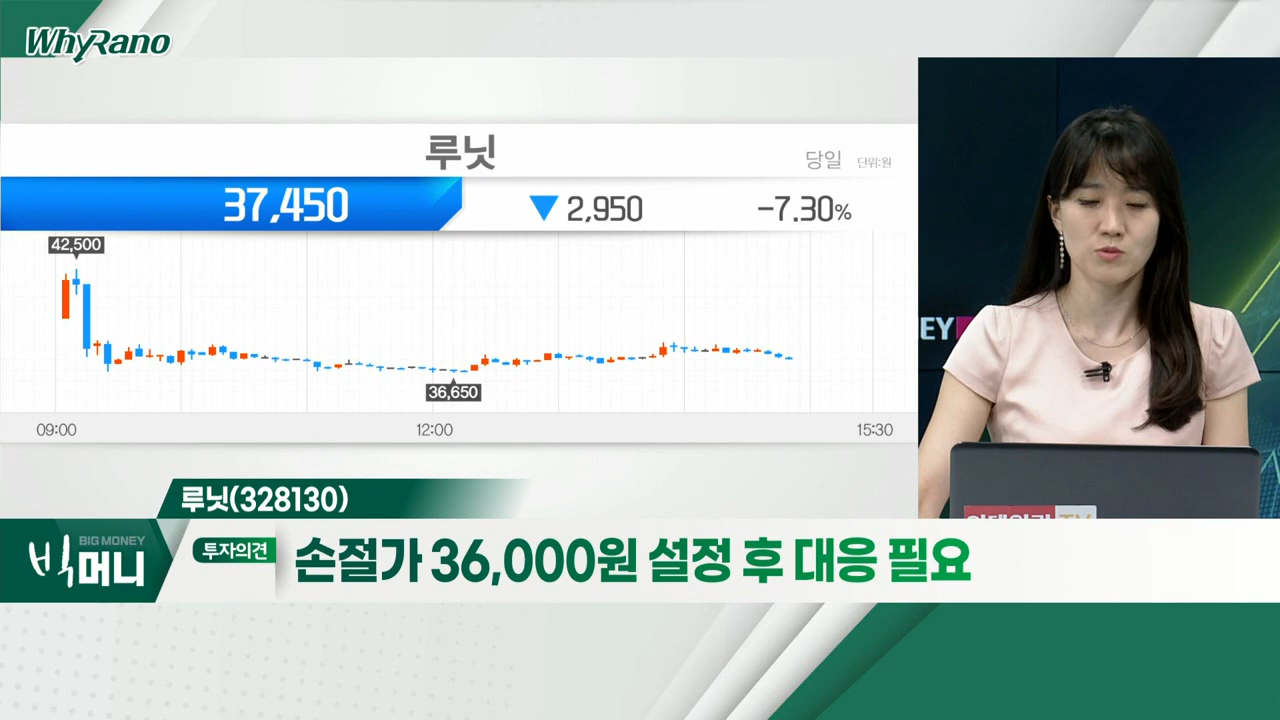 WhyRano
루닛
당일 단위:원
37,450 ▼ 2,950 -7.30%
42,500
36,650
09:00 12:00 15:30
EY
루닛(328130)
BIG MONEY
빅머니
투자의견
손절가 36,000원 설정 후 대응 필요